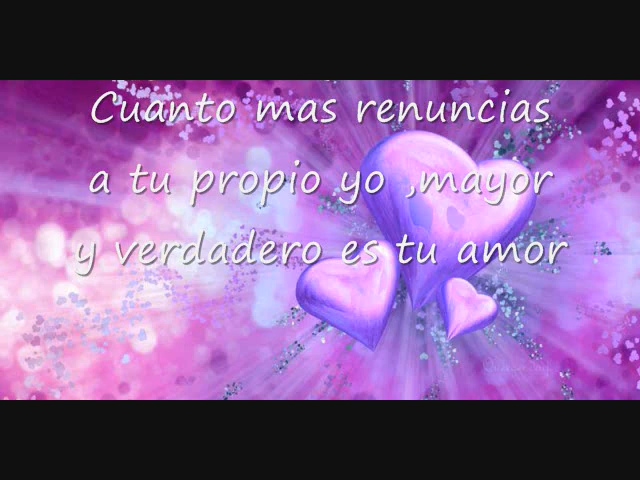 Cuanto mas renuncias
a tu propio yo ,mayor
y verdadero es tu amor